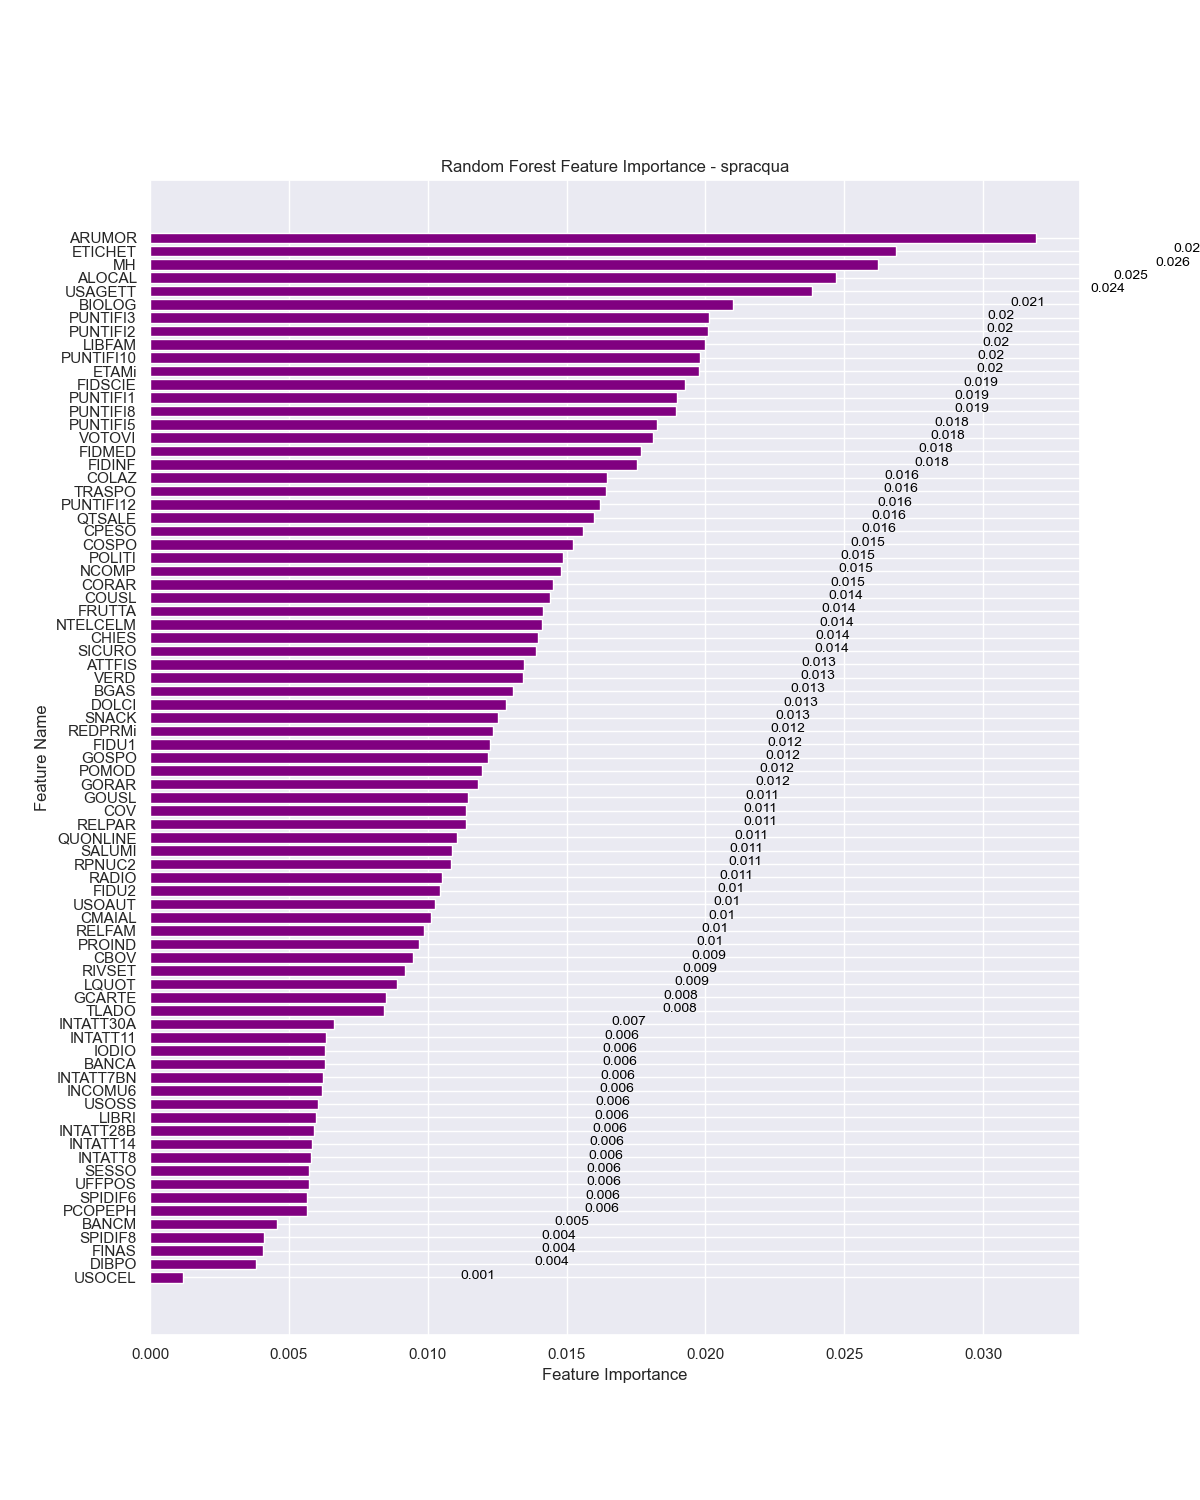 Random Forest Feature Importance - spracqua
ARUMOR
ETICHET 0.02
MH 0.026
ALOCAL 0.025
USAGETT 0.024
BIOLOG 0.021
PUNTIFI3 0.02
PUNTIFI2 0.02
LIBFAM 0.02
PUNTIFI10 0.02
ETAMi 0.02
FIDSCIE 0.019
PUNTIFI1 0.019
PUNTIFI8 0.019
PUNTIFI5 0.018
VOTOVI 0.018
FIDMED 0.018
FIDINF 0.018
COLAZ 0.016
TRASPO 0.016
PUNTIFI12 0.016
QTSALE 0.016
CPESO 0.016
COSPO 0.015
POLITI 0.015
NCOMP 0.015
CORAR 0.015
COUSL 0.014
FRUTTA 0.014
NTELCELM 0.014
CHIES 0.014
SICURO 0.014
ATTFIS 0.013
VERD 0.013
BGAS 0.013
DOLCI 0.013
SNACK 0.013
REDPRMi 0.012
FIDU1 0.012
GOSPO 0.012
POMOD 0.012
GORAR 0.012
GOUSL 0.011
COV 0.011
RELPAR 0.011
QUONLINE 0.011
SALUMI 0.011
RPNUC2 0.011
RADIO 0.011
FIDU2 0.01
USOAUT 0.01
CMAIAL 0.01
RELFAM 0.01
PROIND 0.01
CBOV 0.009
RIVSET 0.009
LQUOT 0.009
GCARTE 0.008
TLADO 0.008
INTATT30A 0.007
INTATT11 0.006
IODIO 0.006
BANCA 0.006
INTATT7BN 0.006
INCOMU6 0.006
USOSS 0.006
LIBRI 0.006
INTATT28B 0.006
INTATT14 0.006
INTATT8 0.006
SESSO 0.006
UFFPOS 0.006
SPIDIF6 0.006
PCOPEPH 0.006
BANCM 0.005
SPIDIF8 0.004
FINAS 0.004
DIBPO 0.004
USOCEL 0.001
Feature Name
0.000 0.005 0.010 0.015 0.020 0.025 0.030
Feature Importance